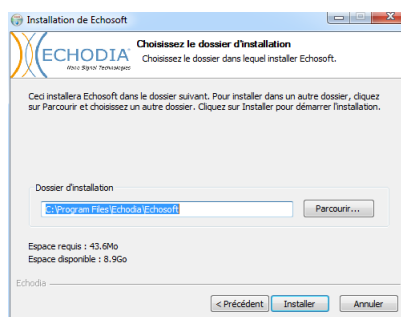 Installation de Echosoft
ECHODIA
Nano Signal Technologies
Choisissez le dossier d'installation
Choisissez le dossier dans lequel installer Echosoft.
Ceci installera Echosoft dans le dossier suivant. Pour installer dans un autre dossier, cliquez
sur Parcourir et choisissez un autre dossier. Cliquez sur Installer pour démarrer l'installation.
Dossier d'installation
C:\Program Files\Echodia\Echosoft
Parcourir...
Espace requis : 43.6Mo
Espace disponible : 8.9Go
Echodia
< Précédent
Installer
Annuler